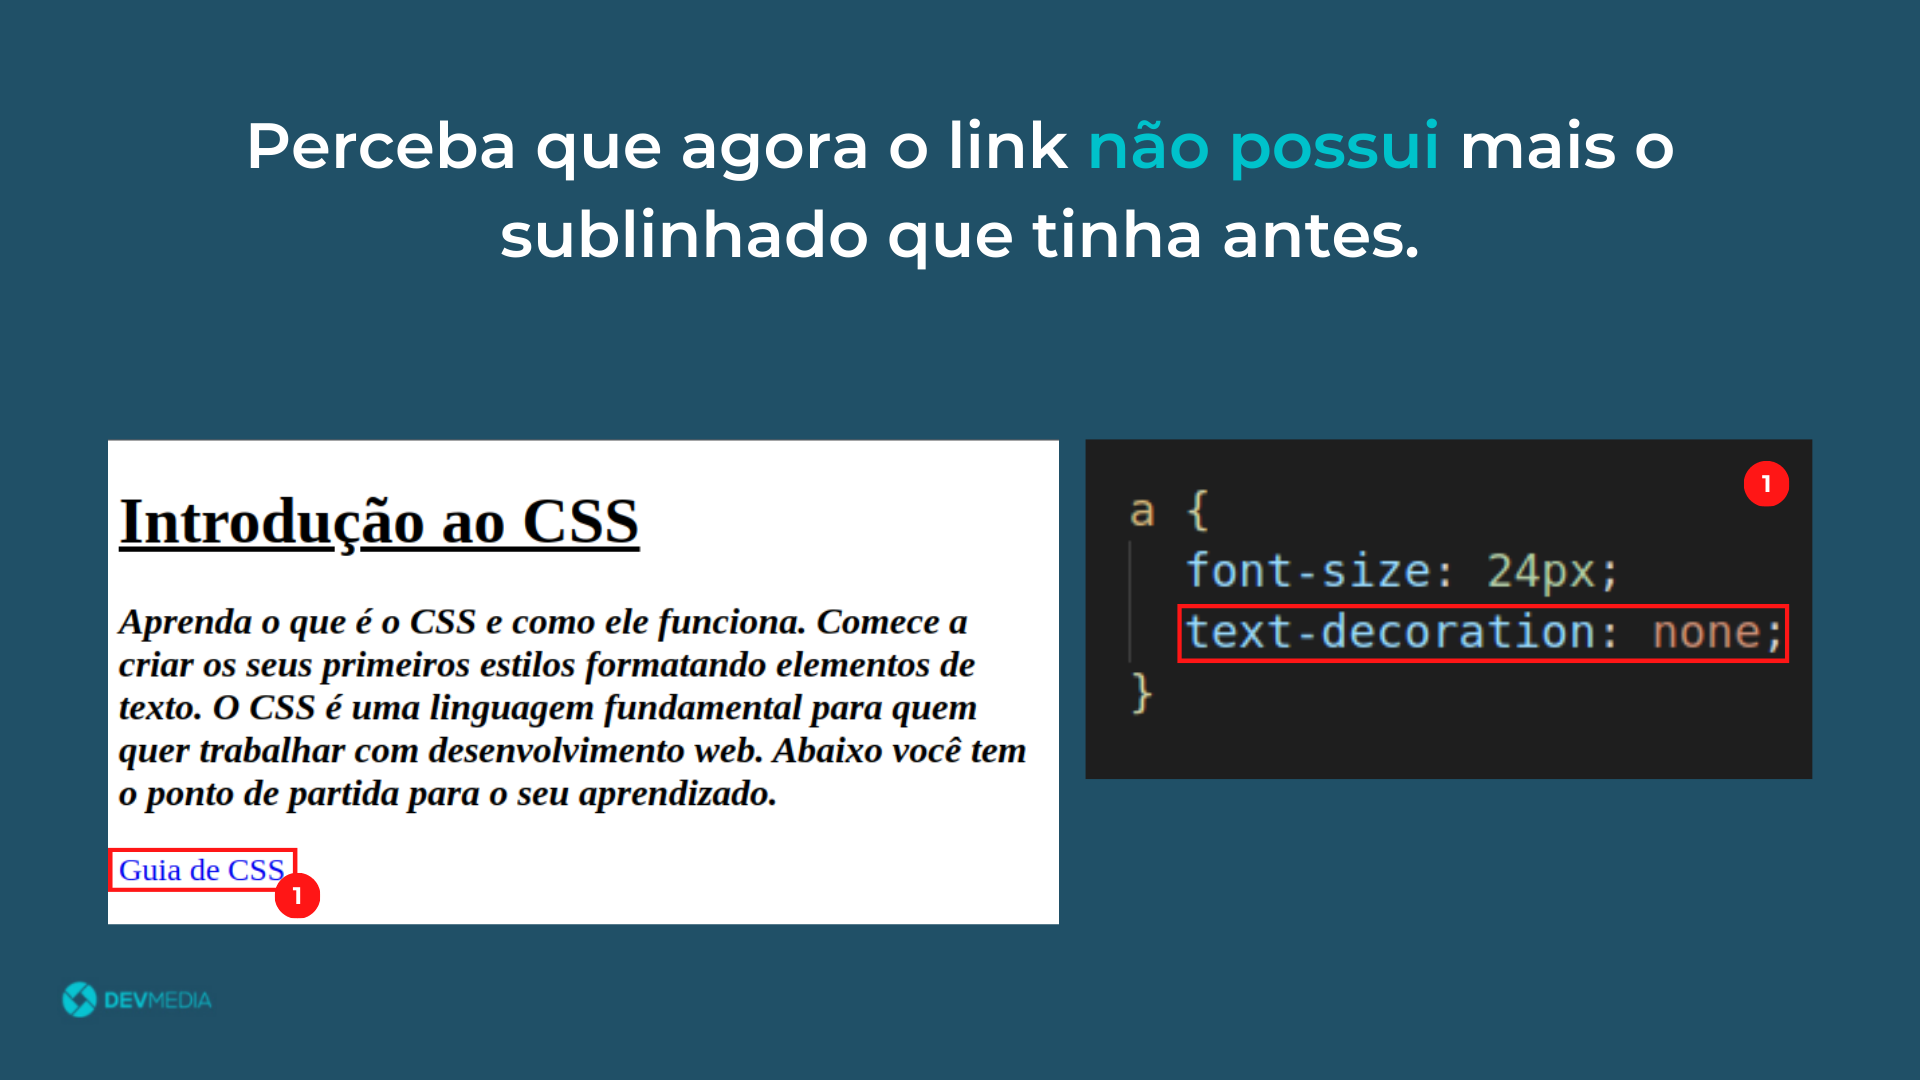 Perceba que agora o link não possui mais o
sublinhado que tinha antes.
Introdução ao CSS
Aprenda o que é o CSS e como ele funciona. Comece a
criar os seus primeiros estilos formatando elementos de
texto. O CSS é uma linguagem fundamental para quem
quer trabalhar com desenvolvimento web. Abaixo você tem
o ponto de partida para o seu aprendizado.
Guia de CSS
1
1
a {
font-size: 24px;
text-decoration: none;
}
DEVMEDIA